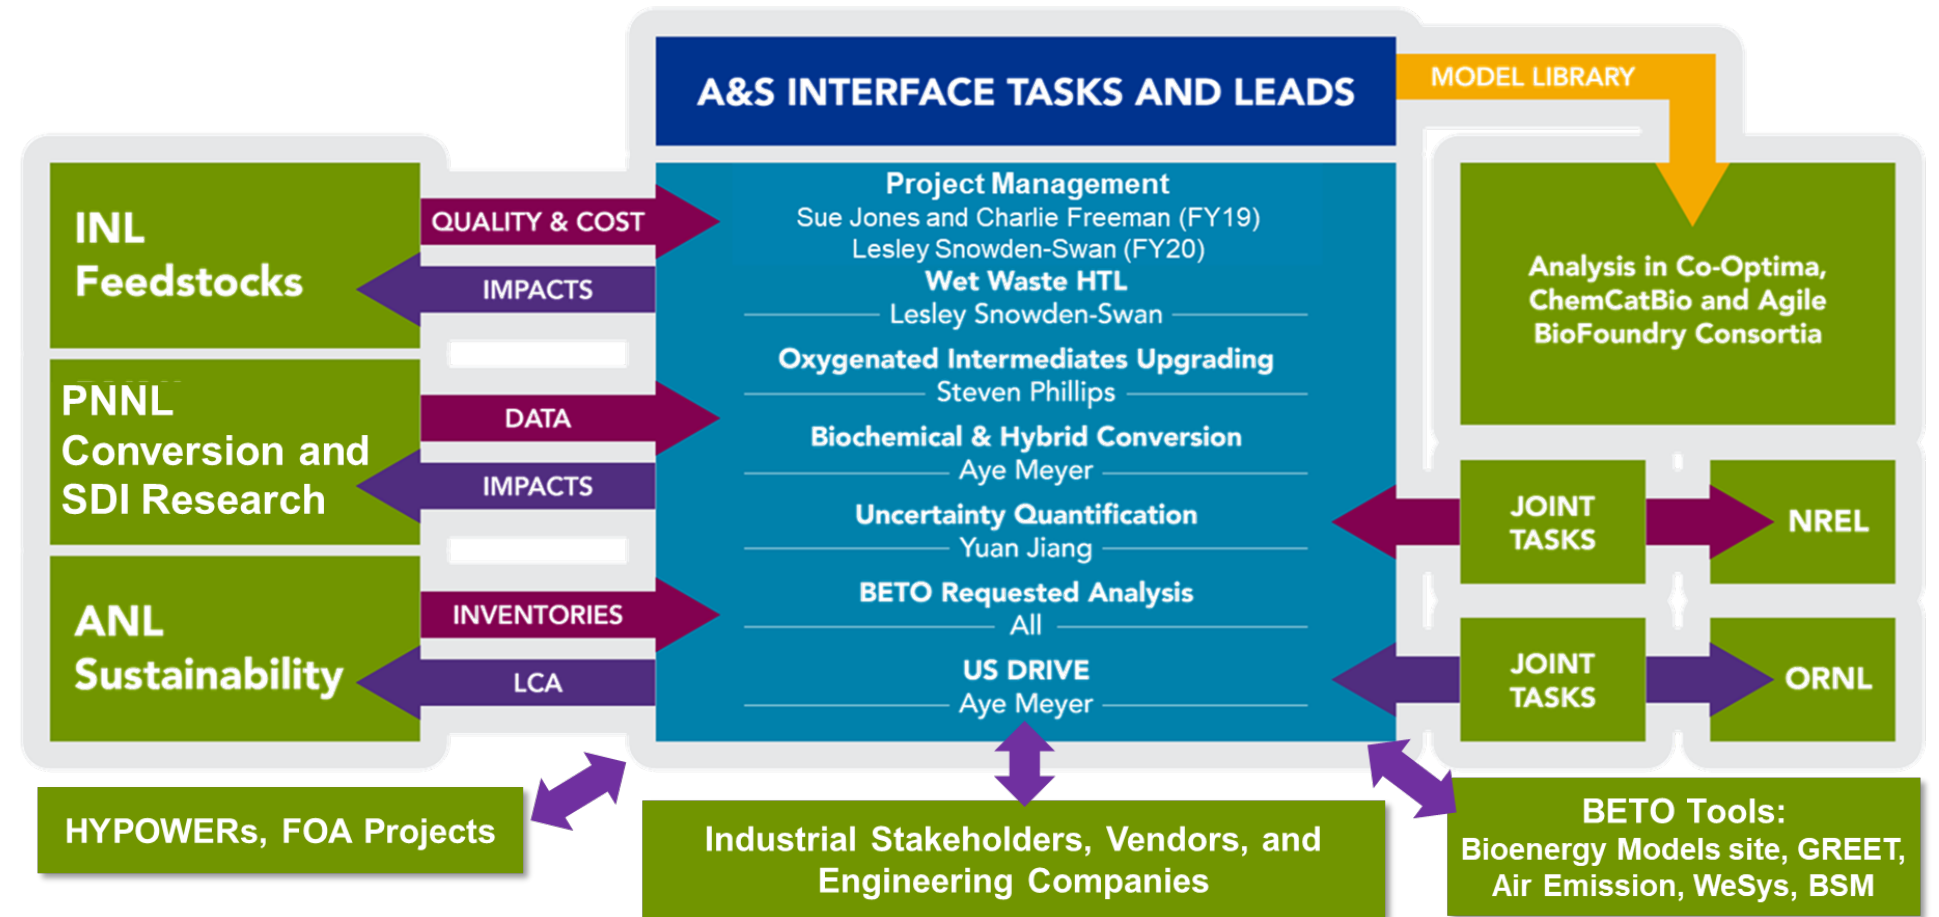 A&S INTERFACE TASKS AND LEADS
MODEL LIBRARY
INL
Feedstocks
QUALITY & COST
IMPACTS
PNNL
Conversion and
SDI Research
DATA
IMPACTS
ANL
Sustainability
INVENTORIES
LCA
Project Management
Sue Jones and Charlie Freeman (FY19)
Lesley Snowden-Swan (FY20)
Wet Waste HTL
Lesley Snowden-Swan
Oxygenated Intermediates Upgrading
Steven Phillips
Biochemical & Hybrid Conversion
Aye Meyer
Uncertainty Quantification
Yuan Jiang
BETO Requested Analysis
All
US DRIVE
Aye Meyer
Analysis in Co-Optima,
ChemCatBio and Agile
BioFoundry Consortia
JOINT
TASKS
NREL
JOINT
TASKS
ORNL
HYPOWERs, FOA Projects
Industrial Stakeholders, Vendors, and
Engineering Companies
BETO Tools:
Bioenergy Models site, GREET,
Air Emission, WeSys, BSM